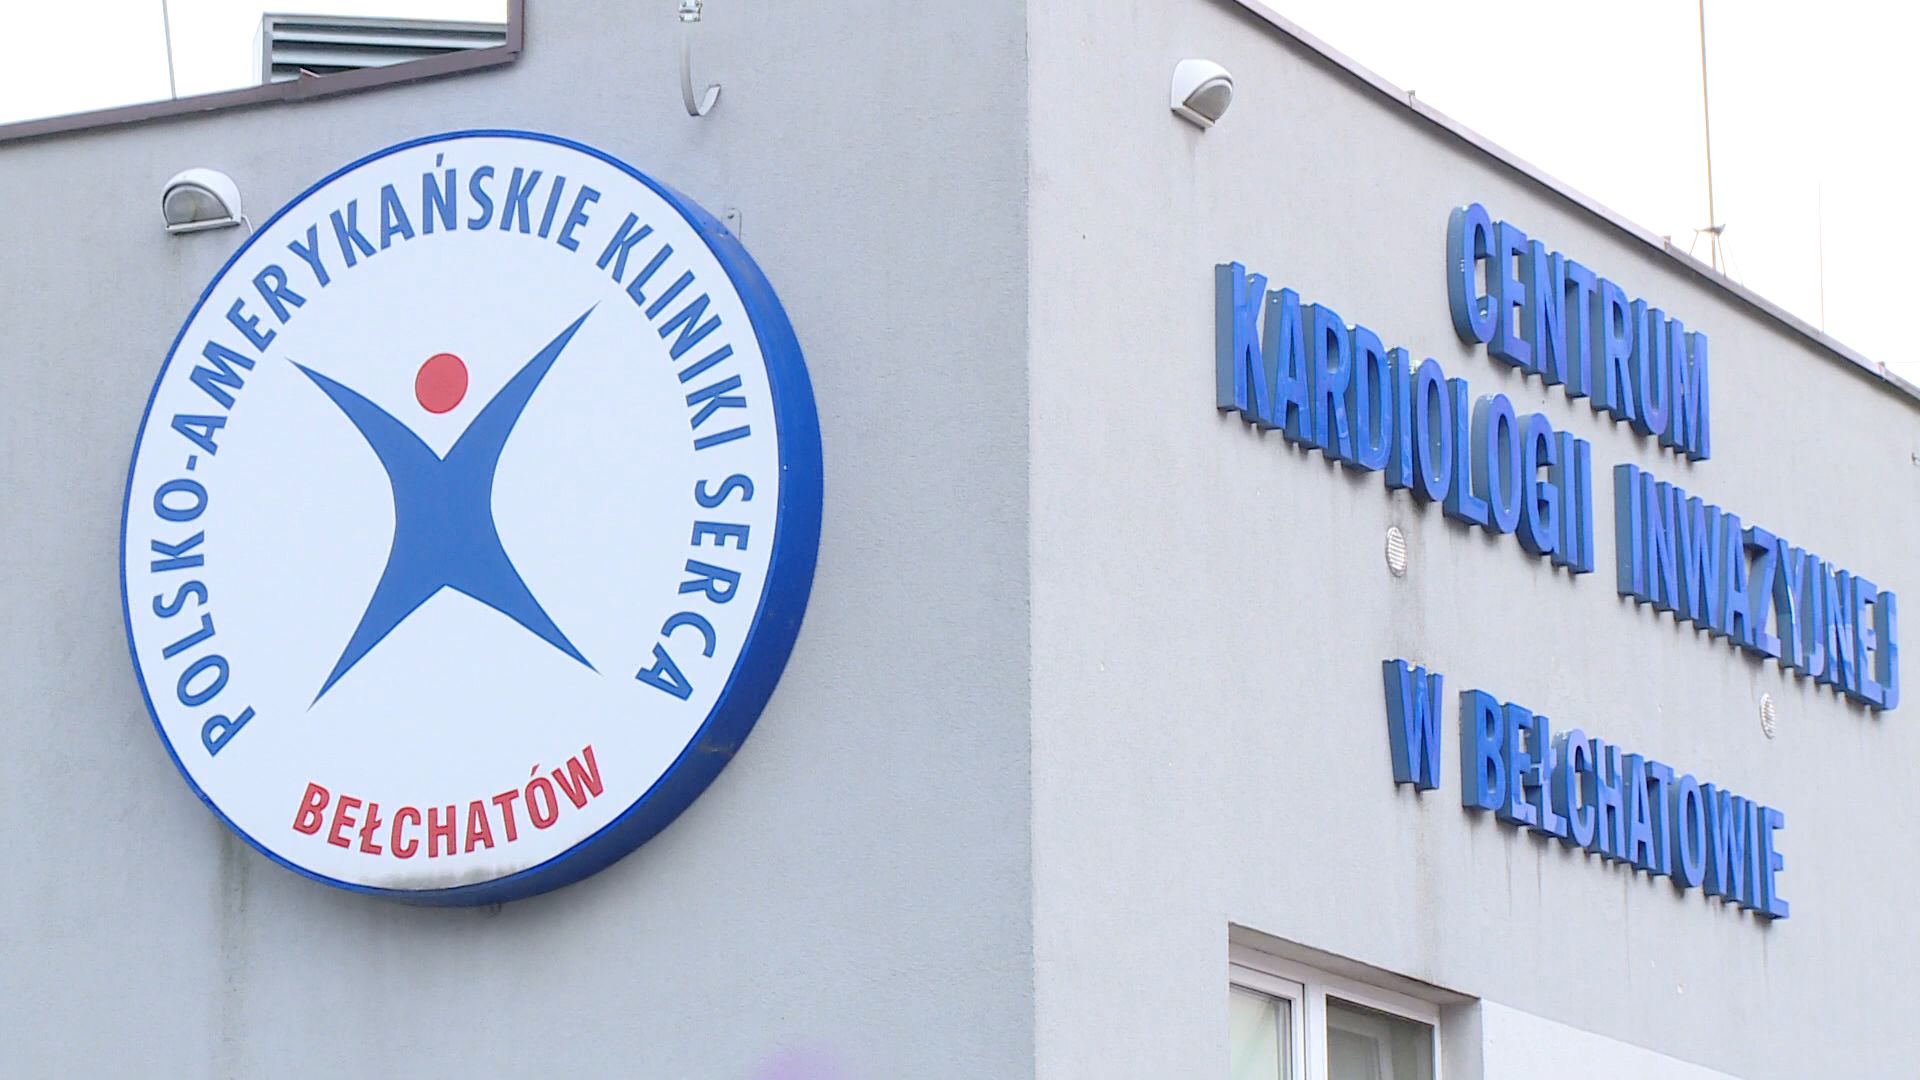 POLSKO-AMERYKAŃSKIE KLINIKI SERCA
BEŁCHATÓW
CENTRUM
KARDIOLOGII INWAZYJNEJ
W BEŁCHATOWIE